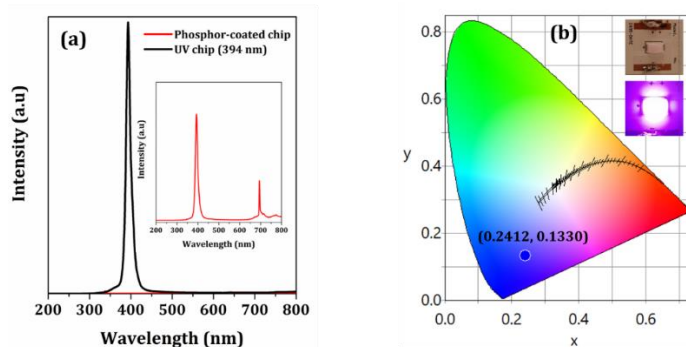 (a)
Phosphor-coated chip
UV chip (394 nm)
Intensity (a.u)
Intensity (a.u)
200 300 400 500 600 700 800
Wavelength (nm)
200 300 400 500 600 700 800
Wavelength (nm)
(b)
0.8
0.6
y
0.4
0.2
0.0
(0.2412, 0.1330)
0.0 0.2 0.4 0.6
x